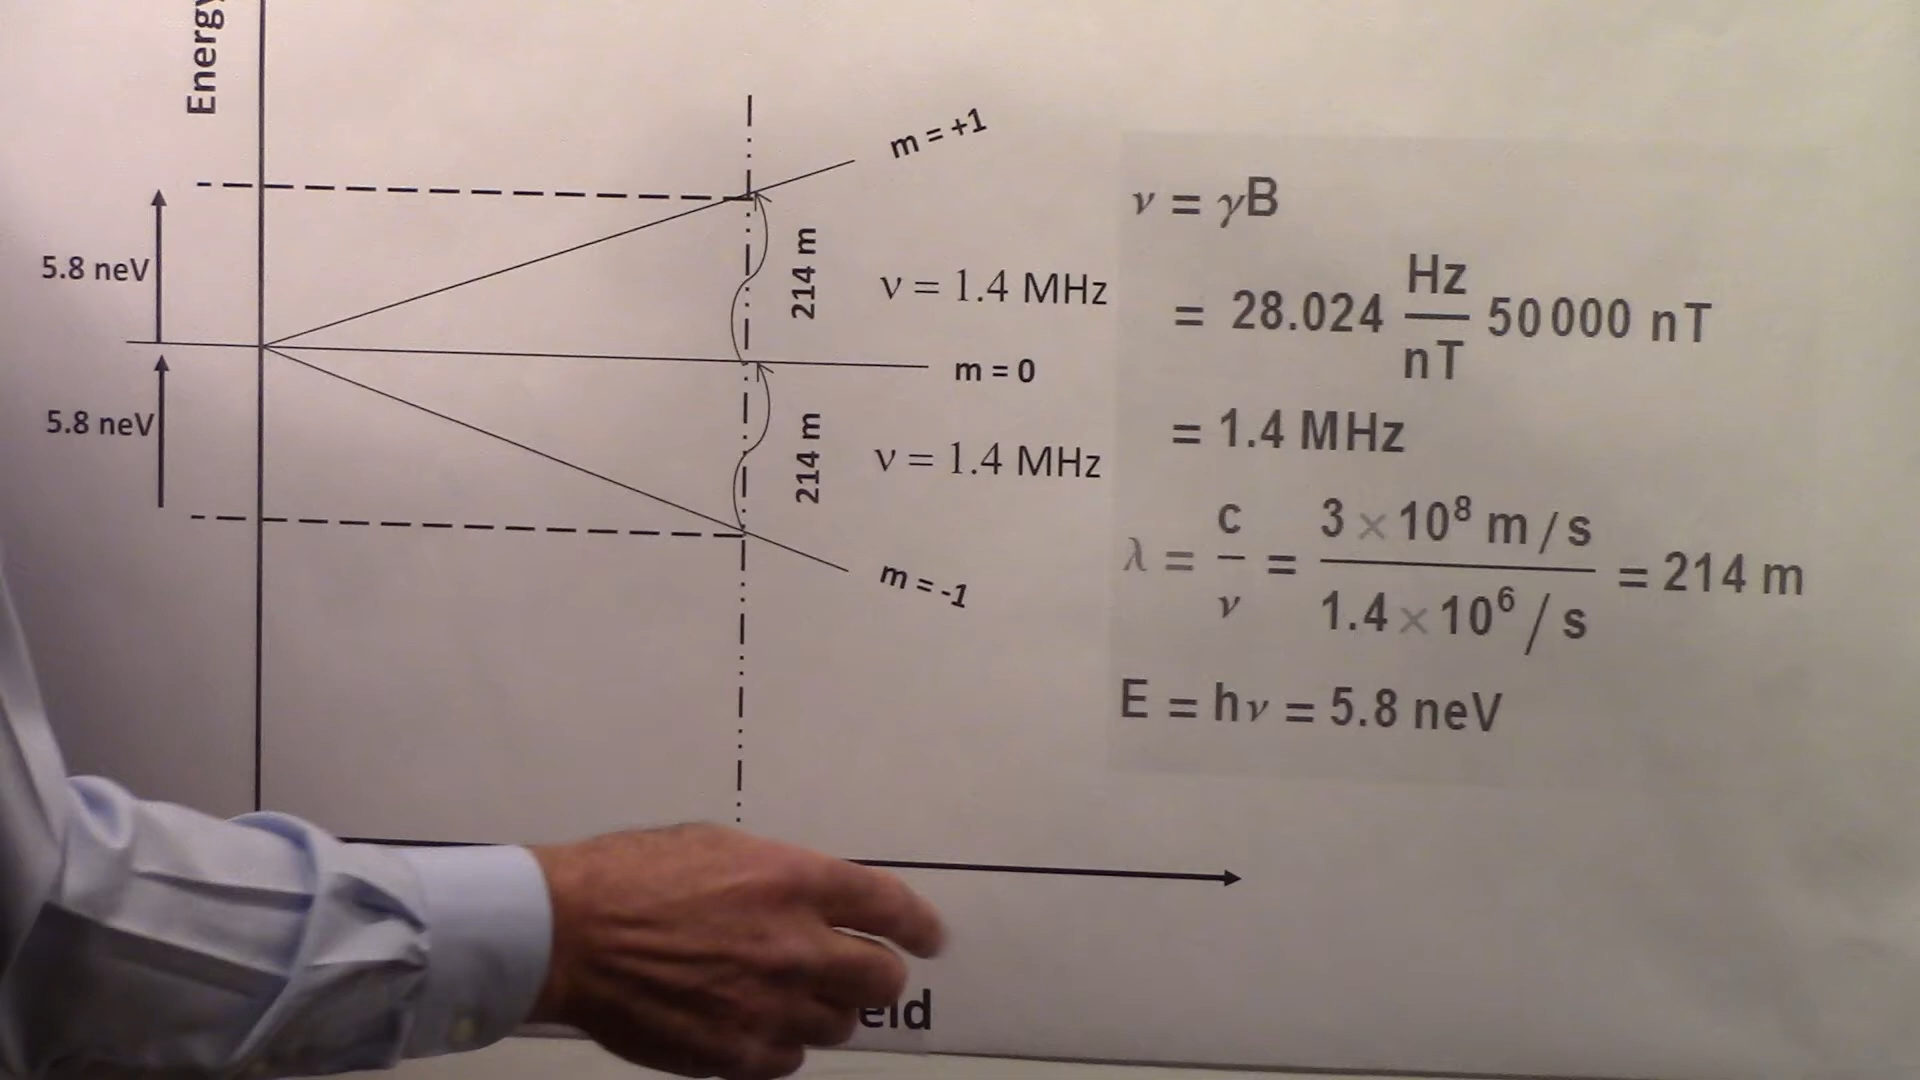 Energy
m = +1
5.8 neV
214 m
ν = 1.4 MHz
m = 0
5.8 neV
214 m
ν = 1.4 MHz
m = -1
ν = γB
= 28.024 Hz/nT 50000 nT
= 1.4 MHz
λ = c/ν = 3 × 10⁸ m / s / 1.4 × 10⁶ / s = 214 m
E = hν = 5.8 neV